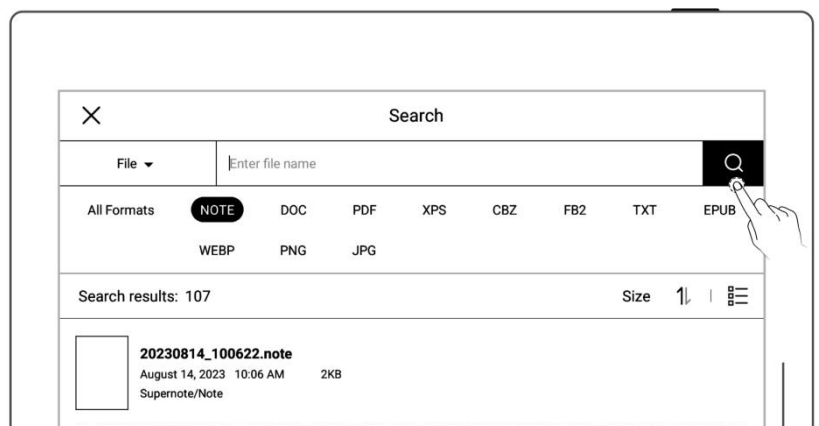 Search
File Enter file name
All Formats NOTE DOC PDF XPS CBZ FB2 TXT EPUB
WEBP PNG JPG
Search results: 107 Size
20230814_100622.note
August 14, 2023 10:06 AM 2KB
Supernote/Note